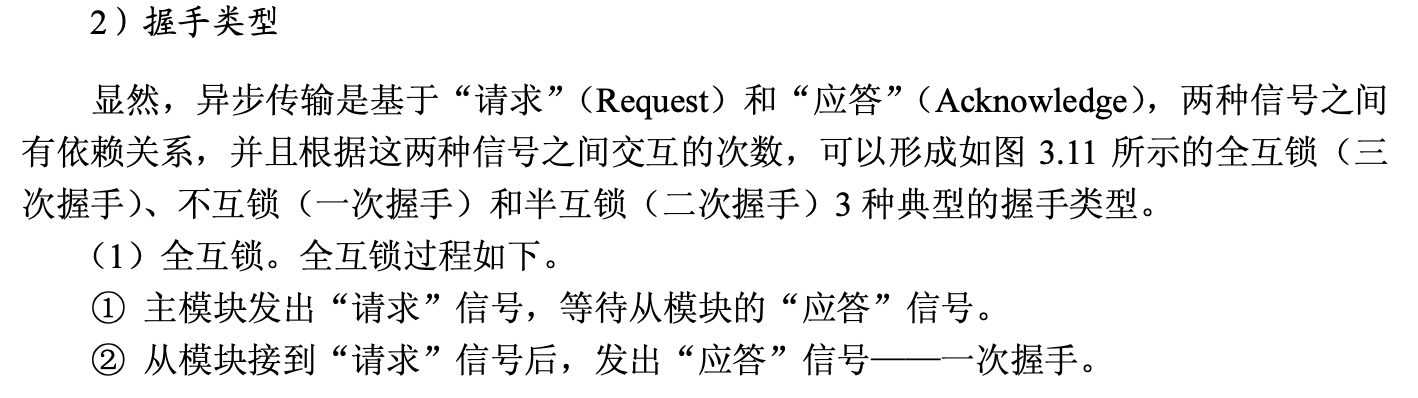 2）握手类型
显然，异步传输是基于“请求”（Request）和“应答”（Acknowledge），两种信号之间
有依赖关系，并且根据这两种信号之间交互的次数，可以形成如图 3.11 所示的全互锁（三
次握手）、不互锁（一次握手）和半互锁（二次握手）3 种典型的握手类型。
（1）全互锁。全互锁过程如下。
① 主模块发出“请求”信号，等待从模块的“应答”信号。
② 从模块接到“请求”信号后，发出“应答”信号——一次握手。